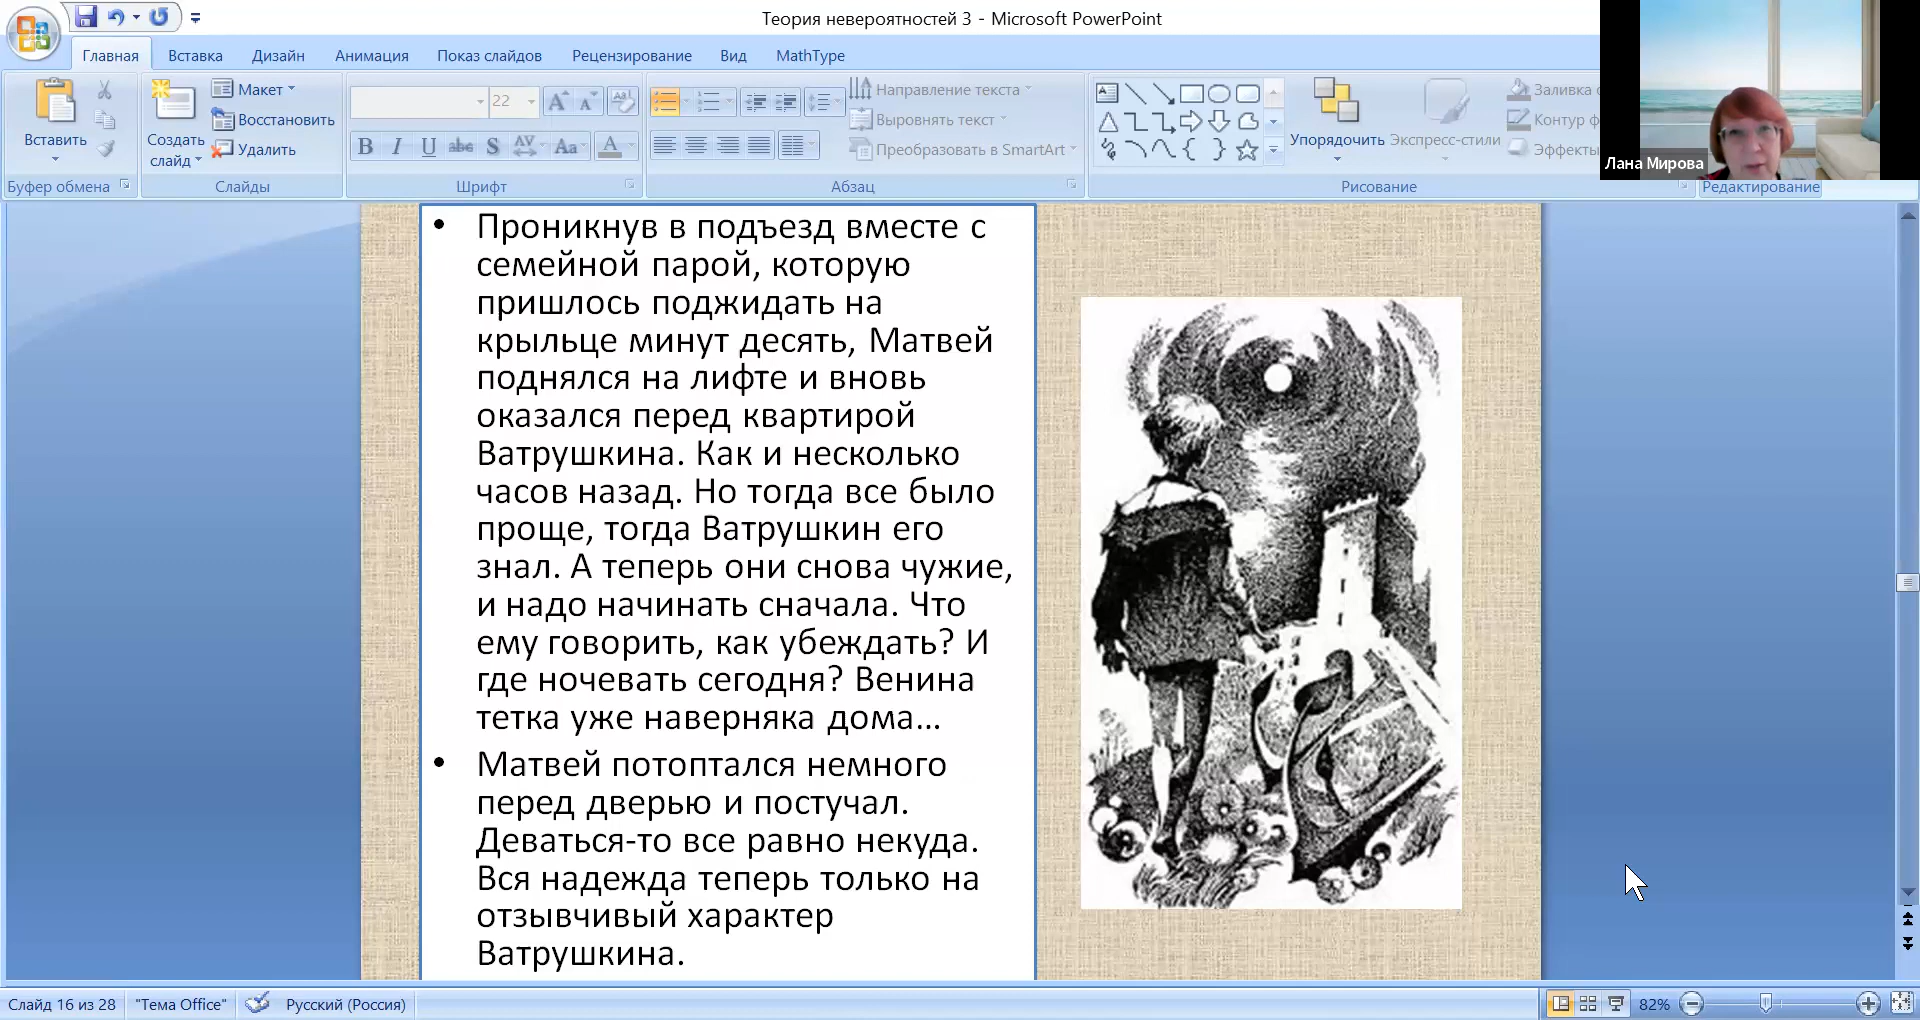 Теория невероятностей 3 - Microsoft PowerPoint
Главная Вставка Дизайн Анимация Показ слайдов Рецензирование Вид MathType
Вставить
Буфер обмена
Создать слайд
Макет
Восстановить
Удалить
Слайды
22
Шрифт
Направление текста
Выровнять текст
Преобразовать в SmartArt
Абзац
Упорядочить
Экспресс-стили
Заливка
Контур ф
Эффекты
Рисование
Редактирование
Лана Мирова
• Проникнув в подъезд вместе с
семейной парой, которую
пришлось поджидать на
крыльце минут десять, Матвей
поднялся на лифте и вновь
оказался перед квартирой
Ватрушкина. Как и несколько
часов назад. Но тогда все было
проще, тогда Ватрушкин его
знал. А теперь они снова чужие,
и надо начинать сначала. Что
ему говорить, как убеждать? И
где ночевать сегодня? Венина
тетка уже наверняка дома…
• Матвей потоптался немного
перед дверью и постучал.
Деваться-то все равно некуда.
Вся надежда теперь только на
отзывчивый характер
Ватрушкина.
Слайд 16 из 28 "Тема Office" Русский (Россия) 82%